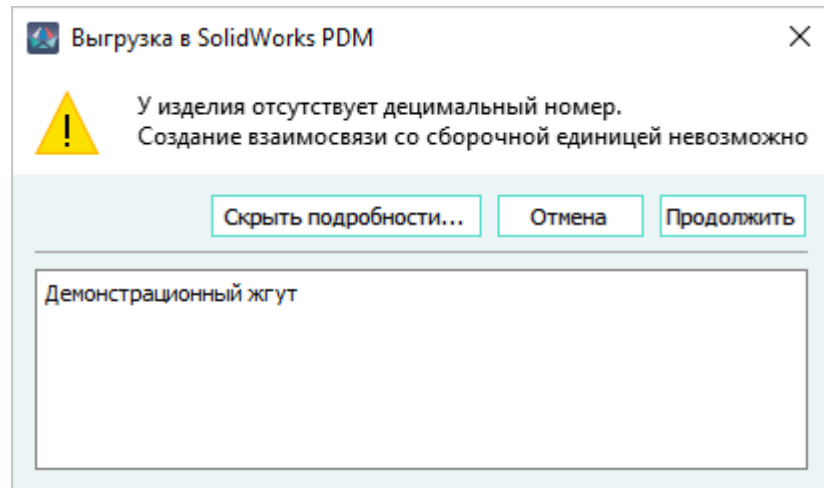 Выгрузка в SolidWorks PDM
У изделия отсутствует децимальный номер.
Создание взаимосвязи со сборочной единицей невозможно
Скрыть подробности... Отмена Продолжить
Демонстрационный жгут